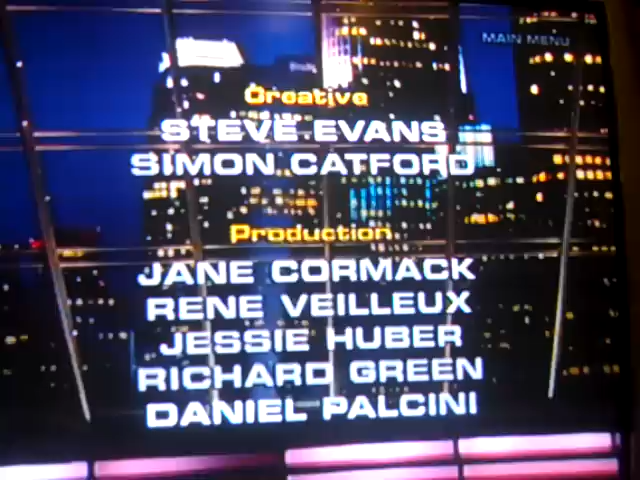 MAIN MENU
Creative
STEVE EVANS
SIMON CATFORD
Production
JANE CORMACK
RENE VEILLEUX
JESSIE HUBER
RICHARD GREEN
DANIEL PALCINI